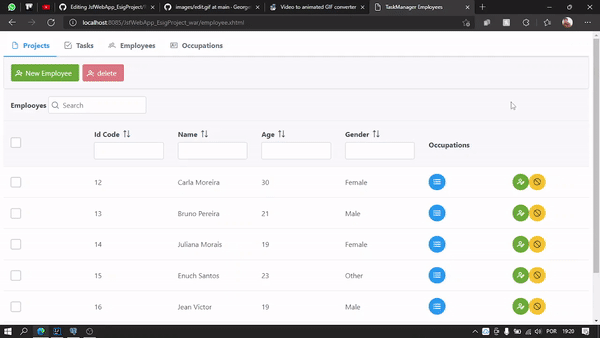 Editing JsfWebApp_EsigProject/
images/edit.gif at main · George
Video to animated GIF converter
TaskManager Employees
localhost:8085/JsfWebApp_EsigProject_war/employee.xhtml
Projects Tasks Employees Occupations
New Employee delete
Emplooyes Search
Id Code Name Age Gender Occupations
12 Carla Moreira 30 Female
13 Bruno Pereira 21 Male
14 Juliana Morais 19 Female
15 Enuch Santos 23 Other
16 Jean Victor 19 Male
POR 19:20